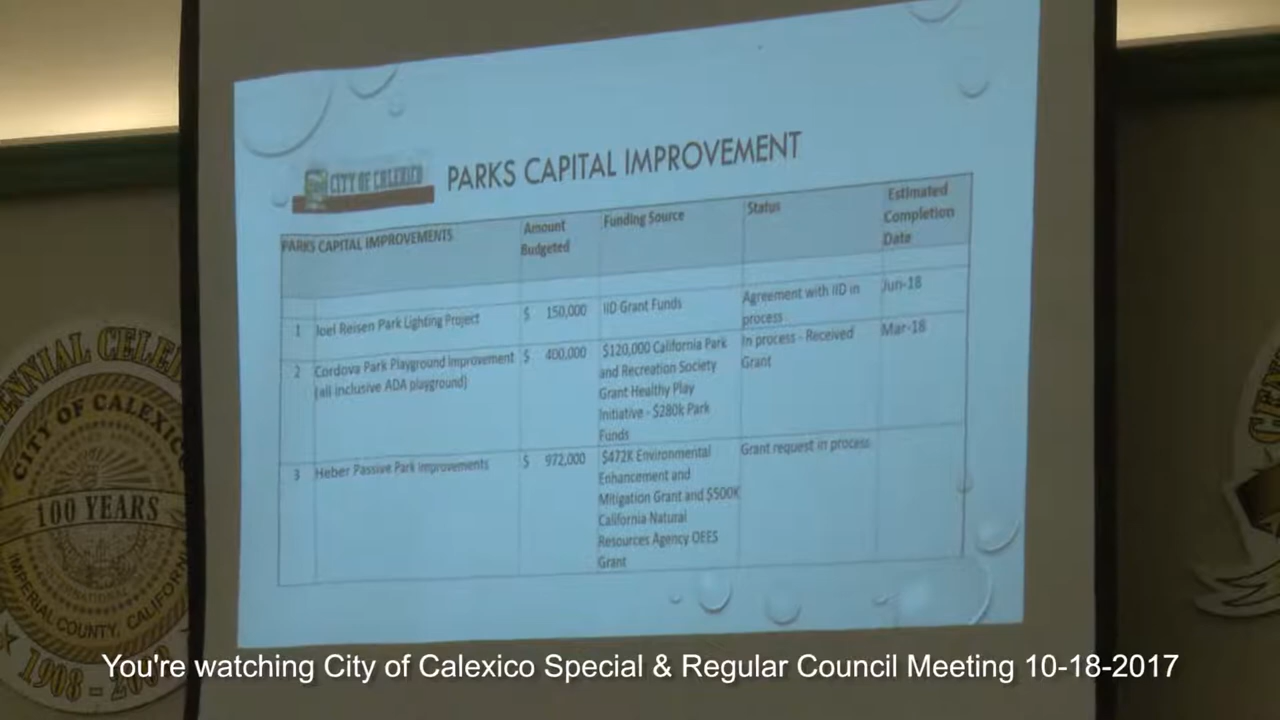 CITY OF CALEXICO
PARKS CAPITAL IMPROVEMENT
PARKS CAPITAL IMPROVEMENTS
Amount
Budgeted
Funding Source
Status
Estimated
Completion
Date
1 Joel Reisen Park Lighting Project
$ 150,000
IID Grant Funds
Agreement with IID in
process
Jun-18
2 Cordova Park Playground Improvement
(all inclusive ADA playground)
$ 400,000
$120,000 California Park
and Recreation Society
Grant Healthy Play
Initiative - $280k Park
Funds
In process - Received
Grant
Mar-18
3 Heber Passive Park improvements
$ 972,000
$472K Environmental
Enhancement and
Mitigation Grant and $500K
California Natural
Resources Agency OEES
Grant
Grant request in process
CITY OF CALEXICO
100 YEARS
INTERNATIONAL
IMPERIAL COUNTY, CALIFORN
1908 -
You're watching City of Calexico Special & Regular Council Meeting 10-18-2017